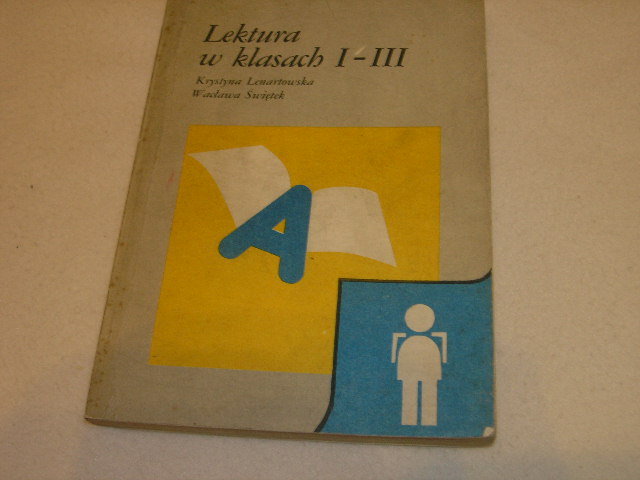 Lektura
w klasach I-III
Krystyna Lenartowska
Wacława Świętek
A